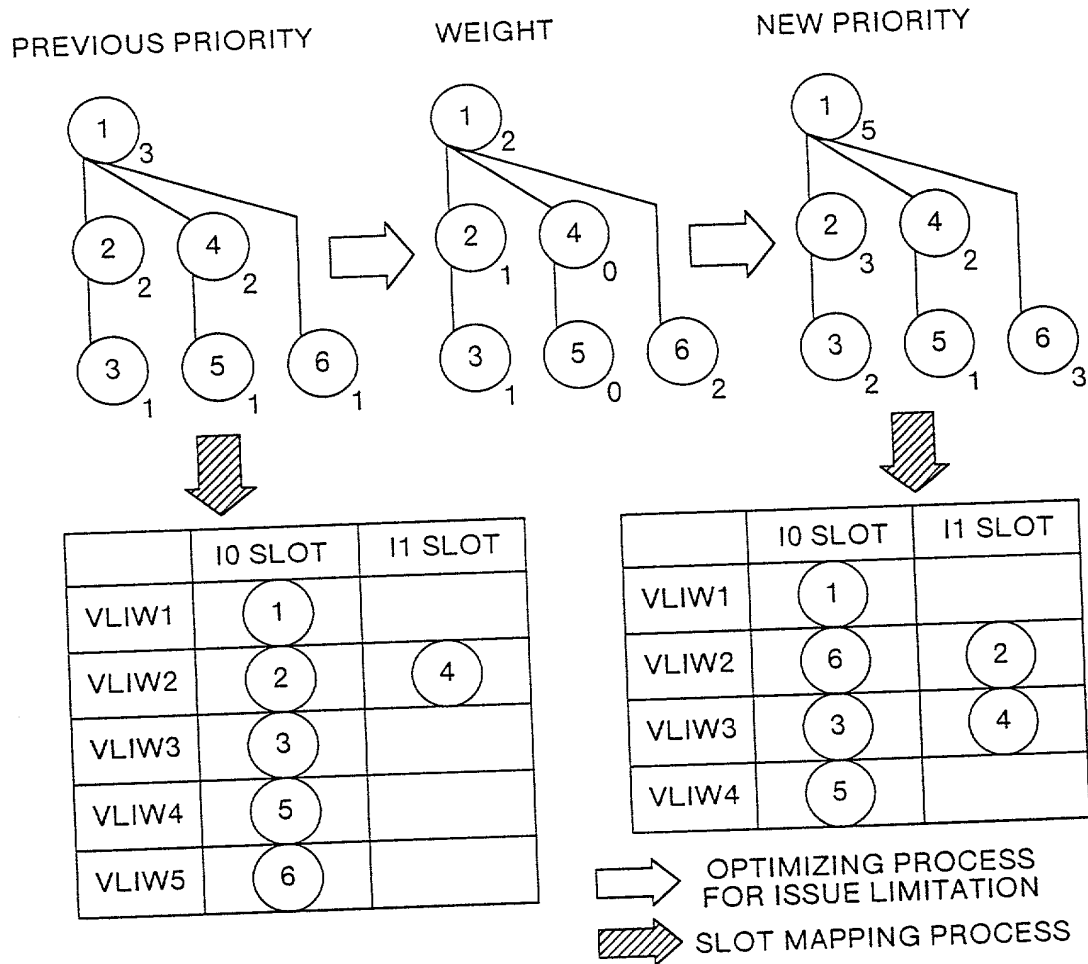 PREVIOUS PRIORITY
WEIGHT
NEW PRIORITY
1 3
2 2
4 2
3 1
5 1
6 1
1 2
2 1
4 0
3 1
5 0
6 2
1 5
2 3
4 2
3 2
5 1
6 3
I0 SLOT I1 SLOT
VLIW1 1
VLIW2 2 4
VLIW3 3
VLIW4 5
VLIW5 6
I0 SLOT I1 SLOT
VLIW1 1
VLIW2 6 2
VLIW3 3 4
VLIW4 5
OPTIMIZING PROCESS
FOR ISSUE LIMITATION
SLOT MAPPING PROCESS